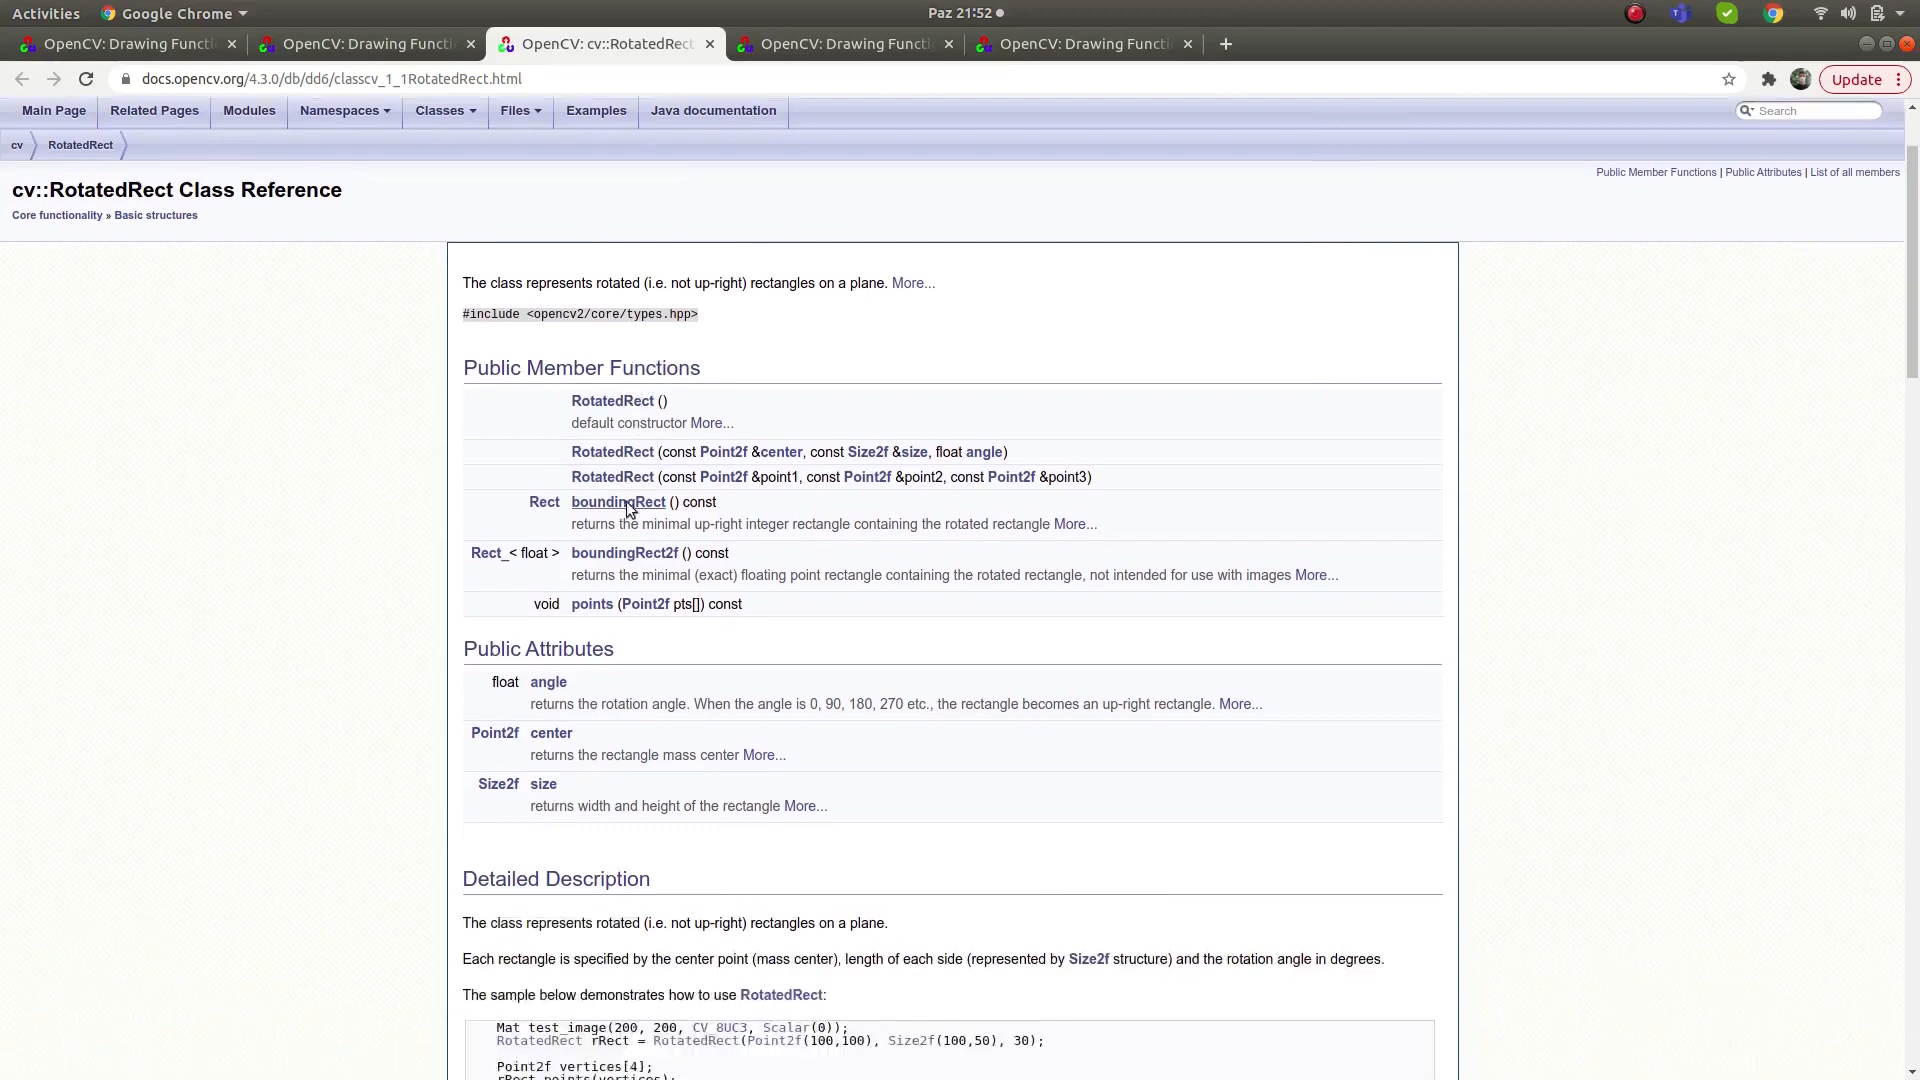 Activities Google Chrome Paz 21:52
OpenCV: Drawing Functi OpenCV: Drawing Functi OpenCV: cv::RotatedRect OpenCV: Drawing Functi OpenCV: Drawing Functi
docs.opencv.org/4.3.0/db/dd6/classcv_1_1RotatedRect.html Update
Main Page Related Pages Modules Namespaces Classes Files Examples Java documentation Search
cv RotatedRect
Public Member Functions | Public Attributes | List of all members
cv::RotatedRect Class Reference
Core functionality » Basic structures
The class represents rotated (i.e. not up-right) rectangles on a plane. More...
#include <opencv2/core/types.hpp>
Public Member Functions
RotatedRect ()
default constructor More...
RotatedRect (const Point2f &center, const Size2f &size, float angle)
RotatedRect (const Point2f &point1, const Point2f &point2, const Point2f &point3)
Rect boundingRect () const
returns the minimal up-right integer rectangle containing the rotated rectangle More...
Rect_< float > boundingRect2f () const
returns the minimal (exact) floating point rectangle containing the rotated rectangle, not intended for use with images More...
void points (Point2f pts[]) const
Public Attributes
float angle
returns the rotation angle. When the angle is 0, 90, 180, 270 etc., the rectangle becomes an up-right rectangle. More...
Point2f center
returns the rectangle mass center More...
Size2f size
returns width and height of the rectangle More...
Detailed Description
The class represents rotated (i.e. not up-right) rectangles on a plane.
Each rectangle is specified by the center point (mass center), length of each side (represented by Size2f structure) and the rotation angle in degrees.
The sample below demonstrates how to use RotatedRect:
Mat test_image(200, 200, CV_8UC3, Scalar(0));
RotatedRect rRect = RotatedRect(Point2f(100,100), Size2f(100,50), 30);
Point2f vertices[4];
rRect.points(vertices);